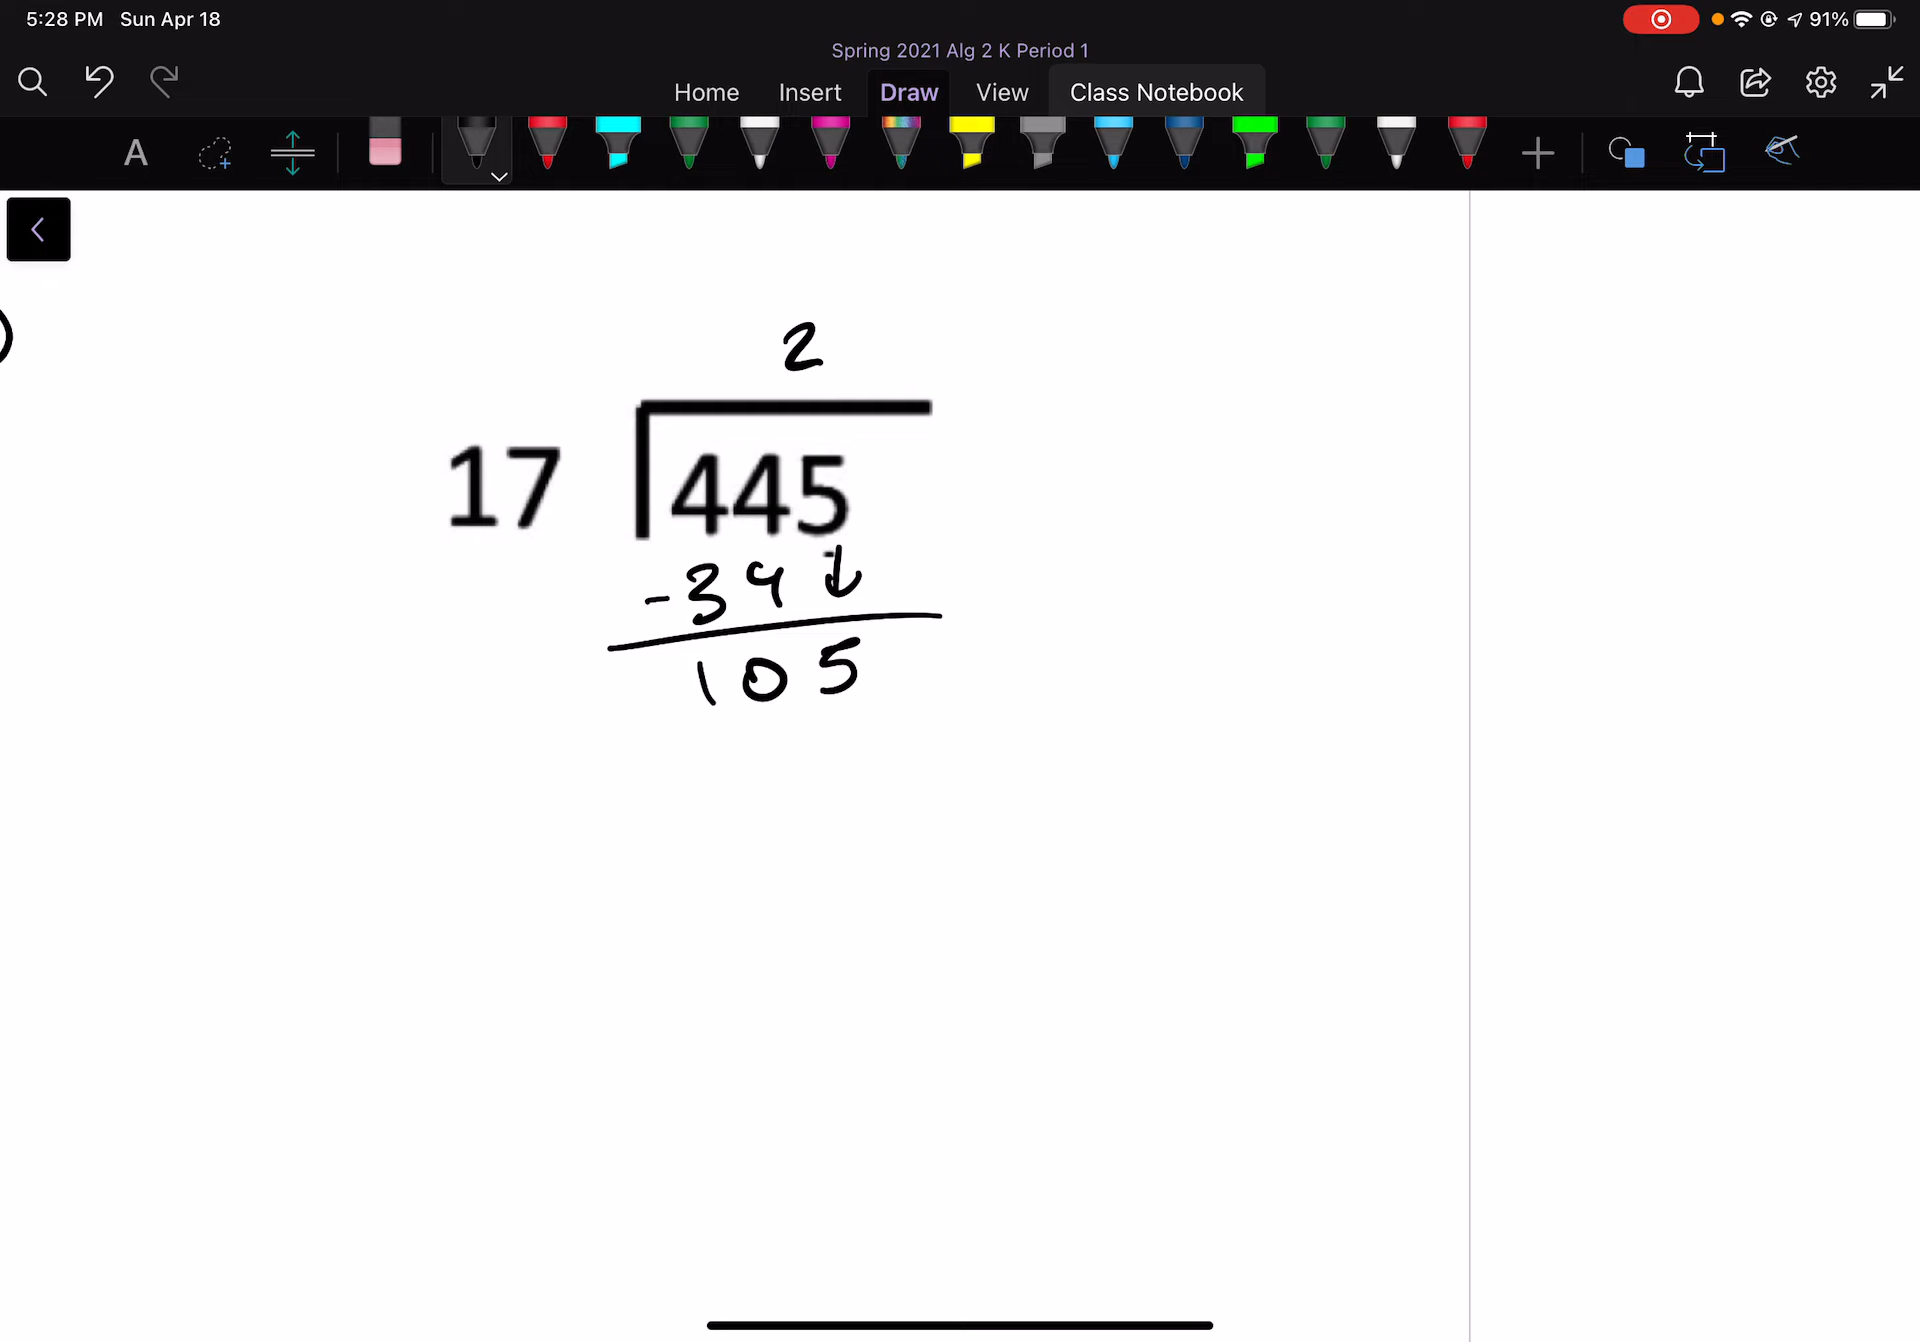 5:28 PM Sun Apr 18
91%
Spring 2021 Alg 2 K Period 1
Home Insert Draw View Class Notebook
A
)
2
17 445
-34
105